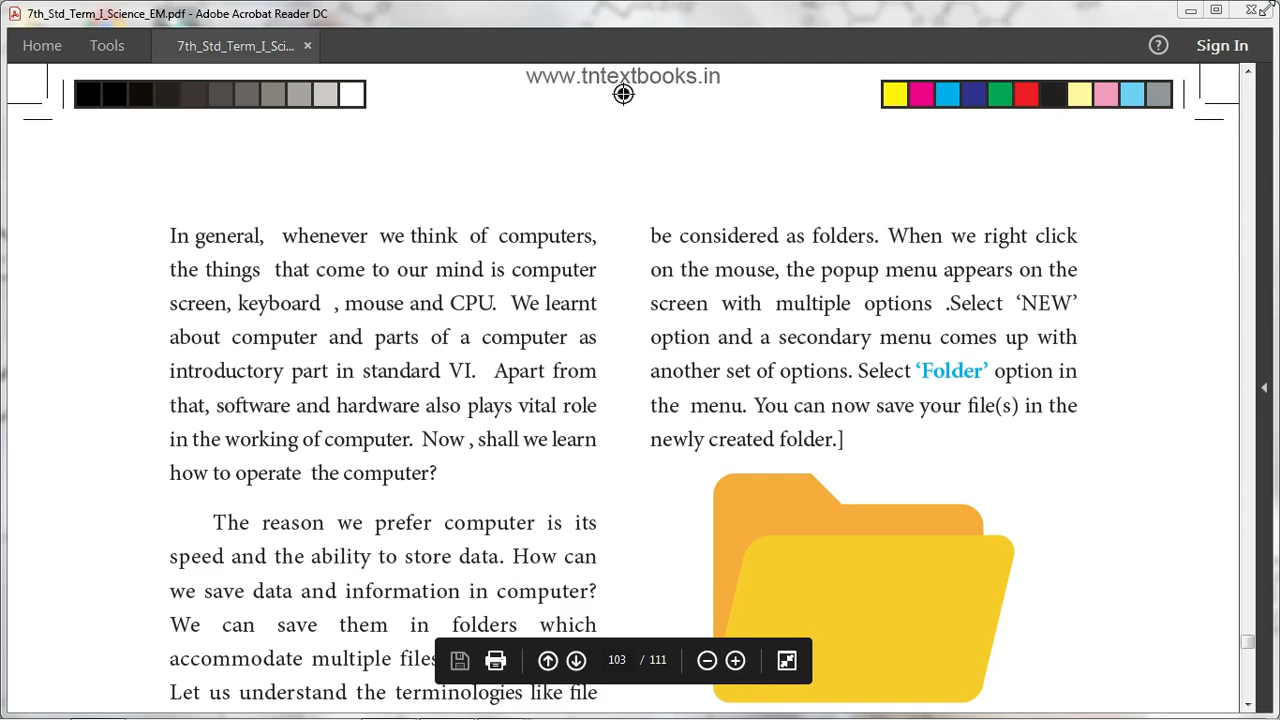 7th_Std_Term_I_Science_EM.pdf - Adobe Acrobat Reader DC
Home Tools 7th_Std_Term_I_Sci... × ? Sign In
www.tntextbooks.in
In general, whenever we think of computers,
the things that come to our mind is computer
screen, keyboard , mouse and CPU. We learnt
about computer and parts of a computer as
introductory part in standard VI. Apart from
that, software and hardware also plays vital role
in the working of computer. Now , shall we learn
how to operate the computer?
The reason we prefer computer is its
speed and the ability to store data. How can
we save data and information in computer?
We can save them in folders which
accommodate multiple files
Let us understand the terminologies like file
be considered as folders. When we right click
on the mouse, the popup menu appears on the
screen with multiple options .Select ‘NEW’
option and a secondary menu comes up with
another set of options. Select ‘Folder’ option in
the menu. You can now save your file(s) in the
newly created folder.]
103 / 111